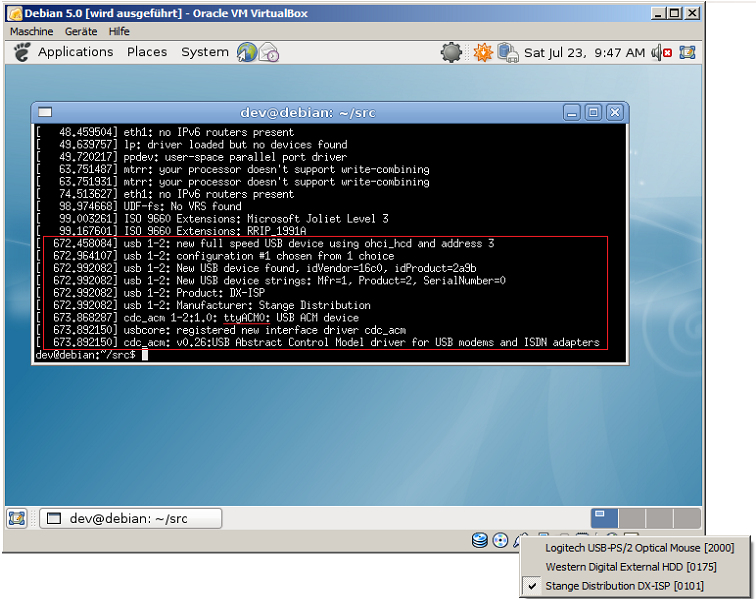 Debian 5.0 [wird ausgeführt] - Oracle VM VirtualBox
Maschine Geräte Hilfe
Applications Places System Sat Jul 23, 9:47 AM
dev@debian: ~/src
[ 48.459504] eth1: no IPv6 routers present
[ 49.639757] lp: driver loaded but no devices found
[ 49.720217] ppdev: user-space parallel port driver
[ 63.751487] mtrr: your processor doesn't support write-combining
[ 63.751931] mtrr: your processor doesn't support write-combining
[ 74.513627] eth1: no IPv6 routers present
[ 98.974668] UDF-fs: No VRS found
[ 99.003261] ISO 9660 Extensions: Microsoft Joliet Level 3
[ 99.167601] ISO 9660 Extensions: RRIP_1991A
[ 672.458084] usb 1-2: new full speed USB device using ohci_hcd and address 3
[ 672.964107] usb 1-2: configuration #1 chosen from 1 choice
[ 672.992082] usb 1-2: New USB device found, idVendor=16c0, idProduct=2a9b
[ 672.992082] usb 1-2: New USB device strings: Mfr=1, Product=2, SerialNumber=0
[ 672.992082] usb 1-2: Product: DX-ISP
[ 672.992082] usb 1-2: Manufacturer: Stange Distribution
[ 673.868287] cdc_acm 1-2:1.0: ttyACM0: USB ACM device
[ 673.892150] usbcore: registered new interface driver cdc_acm
[ 673.892150] cdc_acm: v0.26:USB Abstract Control Model driver for USB modems and ISDN adapters
dev@debian:~/src$
dev@debian: ~/src
Logitech USB-PS/2 Optical Mouse [2000]
Western Digital External HDD [0175]
Stange Distribution DX-ISP [0101]